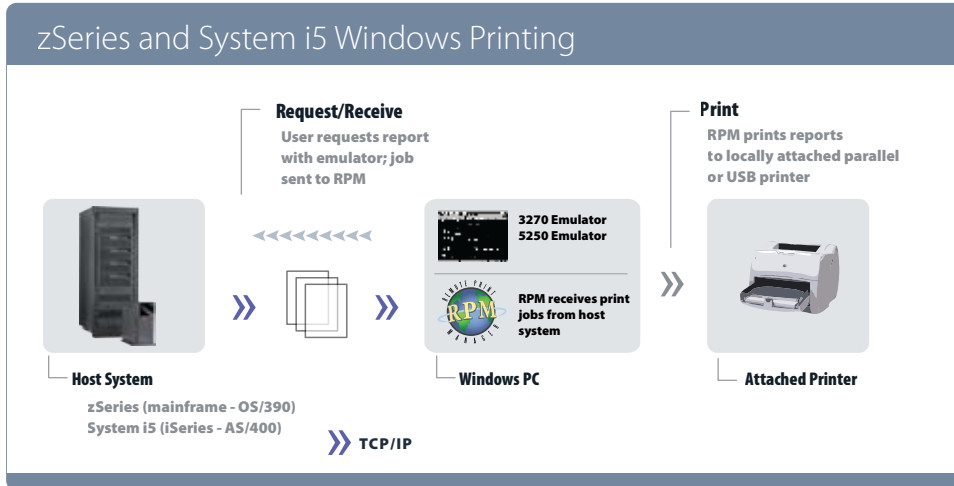 zSeries and System i5 Windows Printing
Request/Receive
User requests report
with emulator; job
sent to RPM
Print
RPM prints reports
to locally attached parallel
or USB printer
3270 Emulator
5250 Emulator
REMOTE PRINT
RPM
MANAGER
RPM receives print
jobs from host
system
Host System
zSeries (mainframe - OS/390)
System i5 (iSeries - AS/400)
Windows PC
Attached Printer
TCP/IP